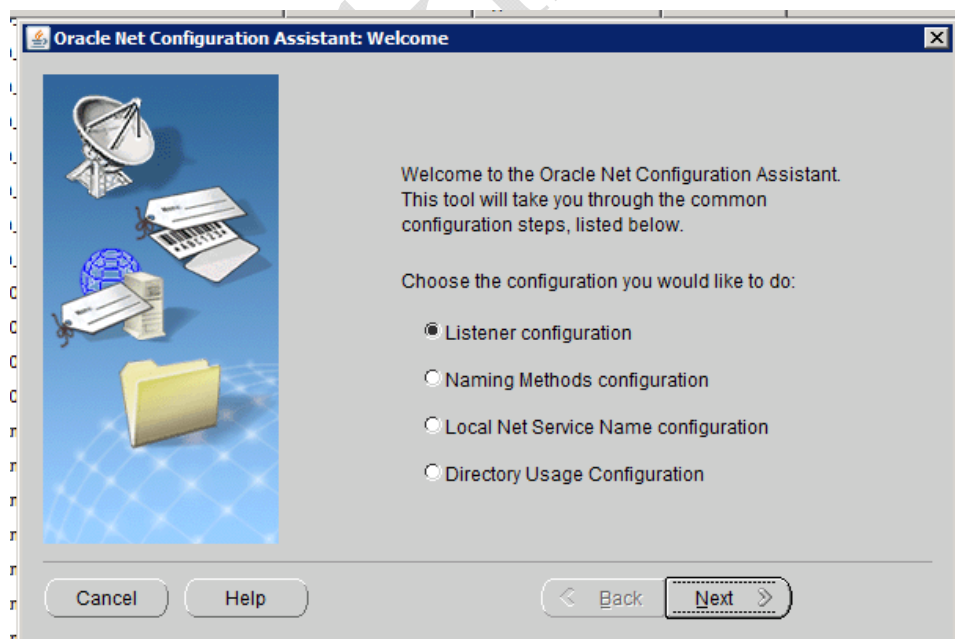 Oracle Net Configuration Assistant: Welcome
Welcome to the Oracle Net Configuration Assistant.
This tool will take you through the common
configuration steps, listed below.
Choose the configuration you would like to do:
Listener configuration
Naming Methods configuration
Local Net Service Name configuration
Directory Usage Configuration
Cancel
Help
Back
Next